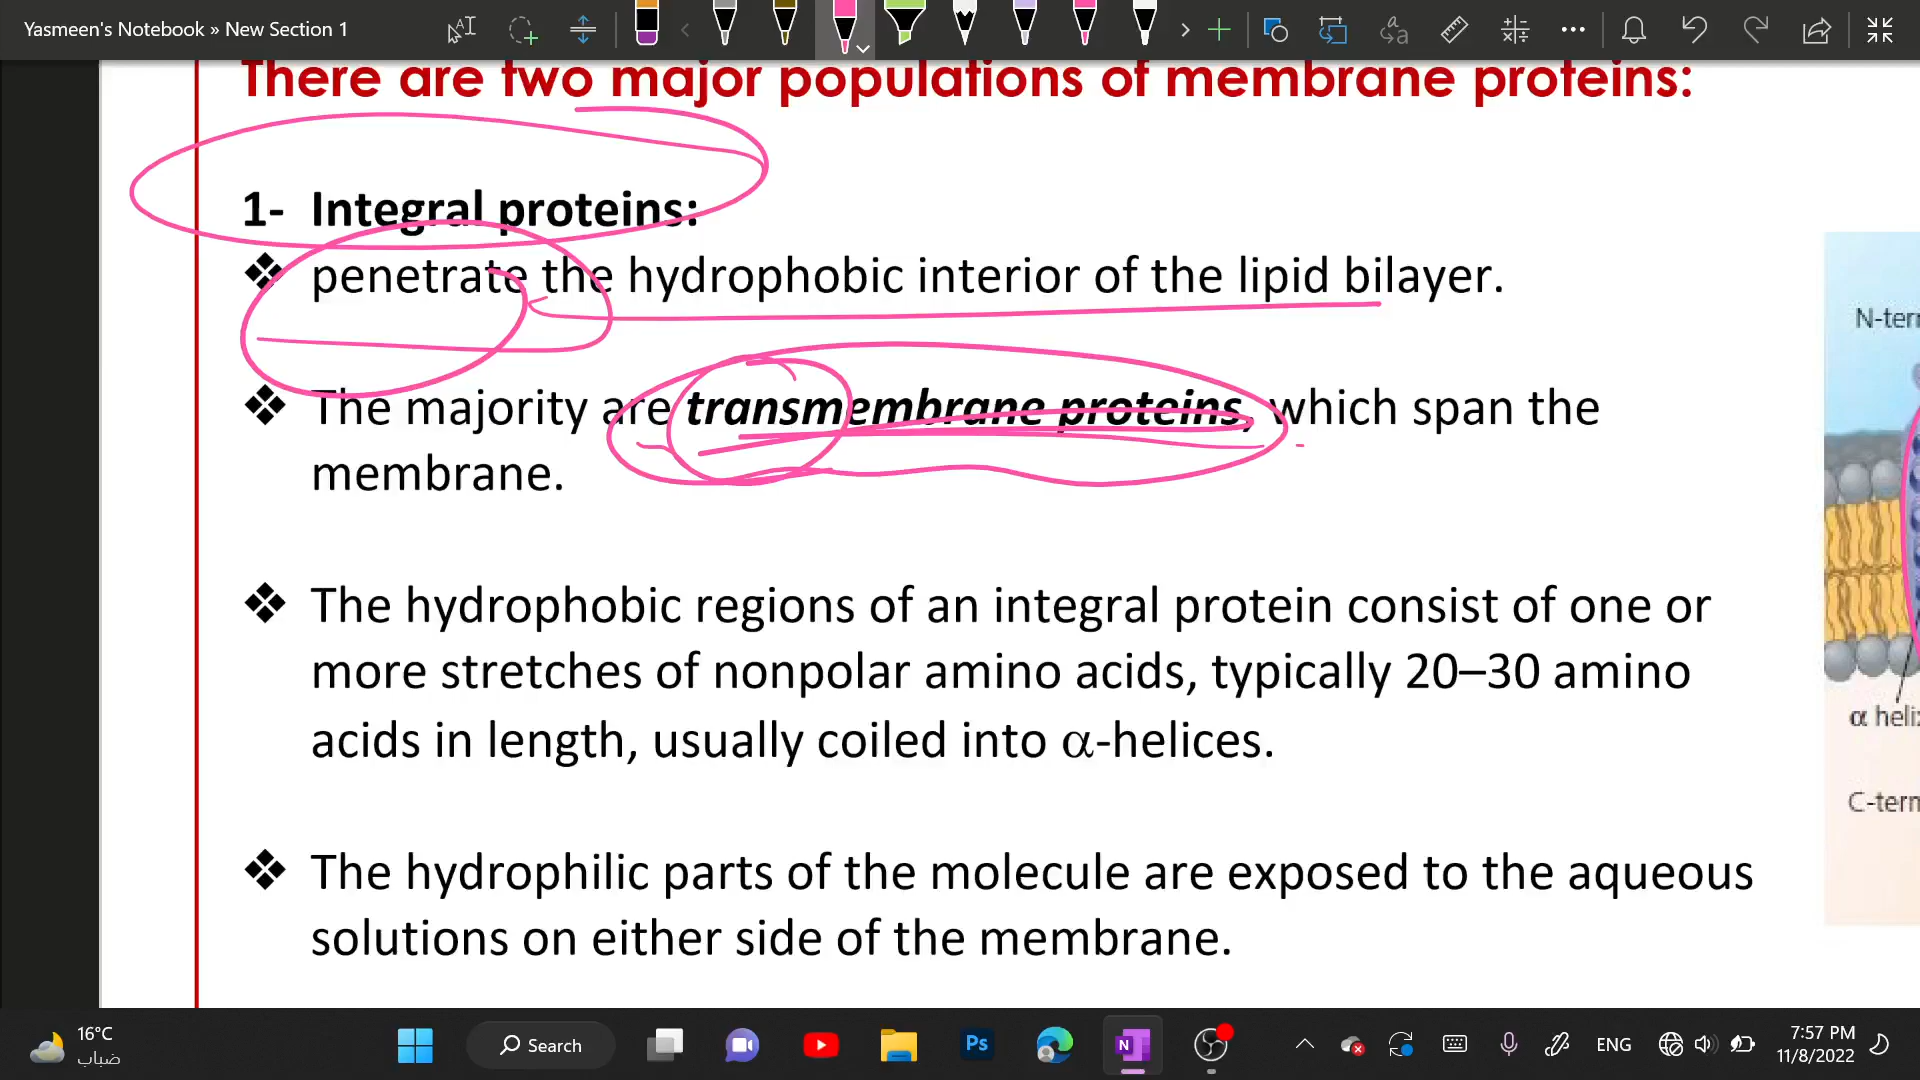 Yasmeen's Notebook » New Section 1
There are two major populations of membrane proteins:
1- Integral proteins:
❖ penetrate the hydrophobic interior of the lipid bilayer.
❖ The majority are transmembrane proteins, which span the
membrane.
❖ The hydrophobic regions of an integral protein consist of one or
more stretches of nonpolar amino acids, typically 20–30 amino
acids in length, usually coiled into α-helices.
❖ The hydrophilic parts of the molecule are exposed to the aqueous
solutions on either side of the membrane.
N-term
α helix
C-term
16°C
ضباب
Search
Ps
N
ENG
7:57 PM
11/8/2022